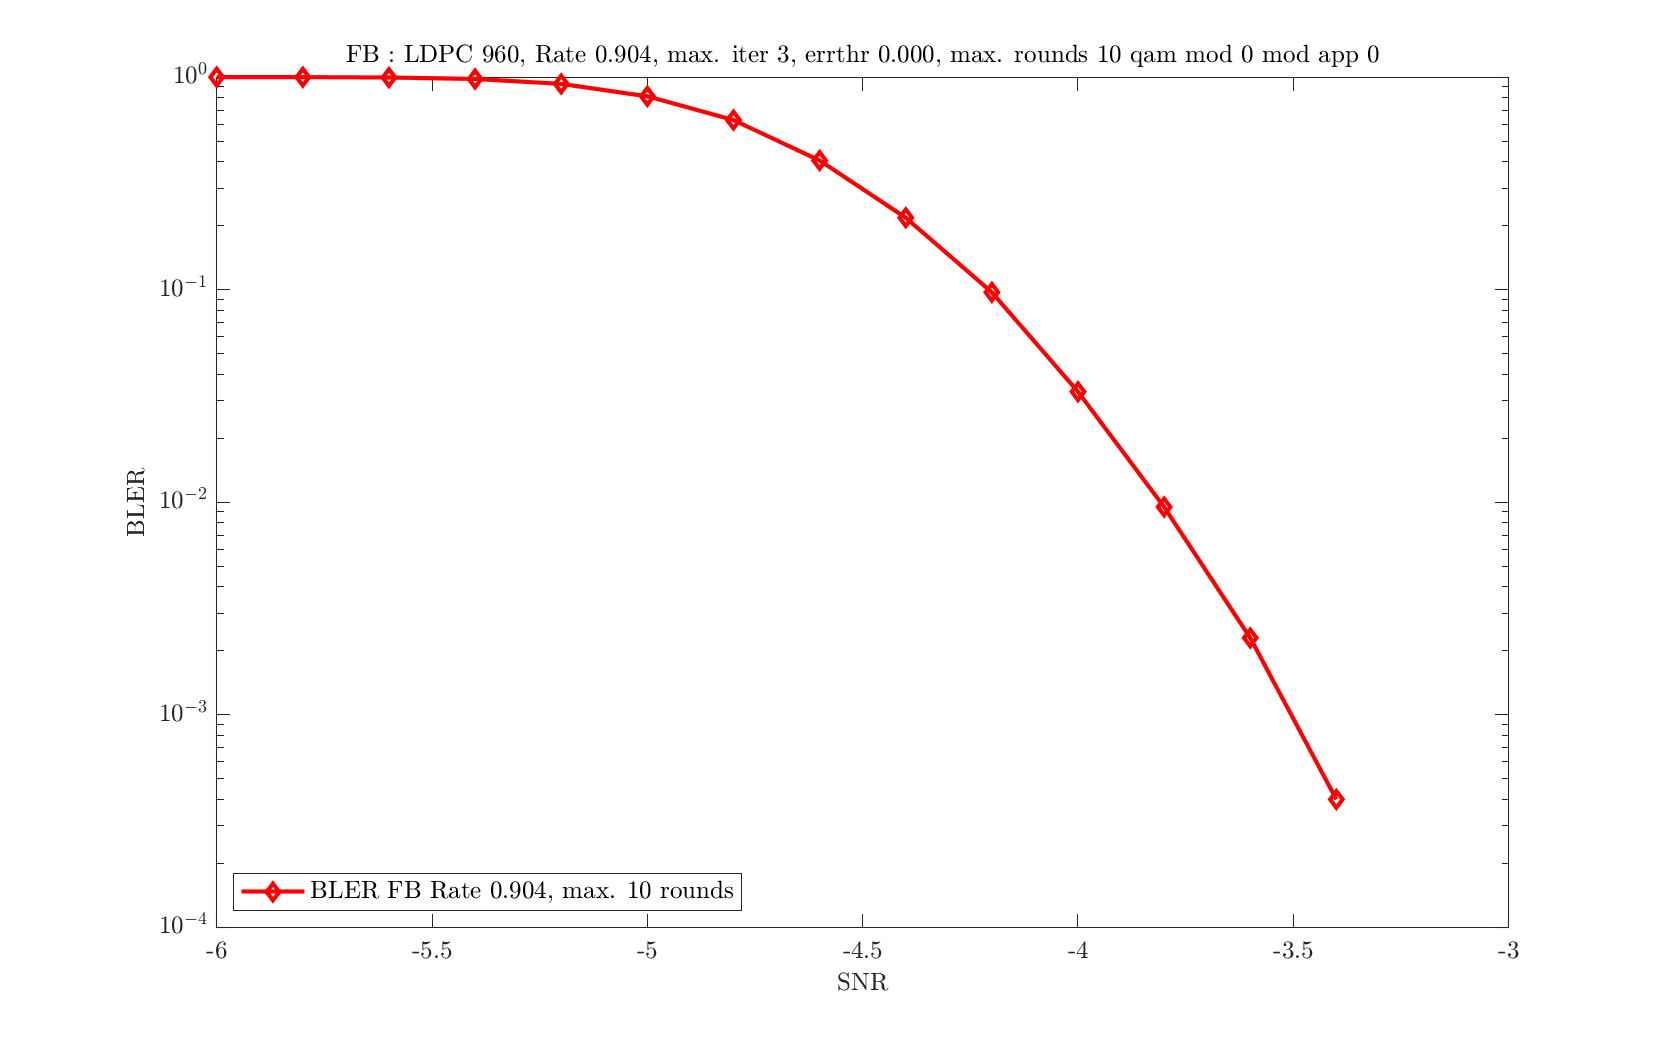 FB : LDPC 960, Rate 0.904, max. iter 3, errthr 0.000, max. rounds 10 qam mod 0 mod app 0
10^0
10^{-1}
10^{-2}
10^{-3}
10^{-4}
BLER
BLER FB Rate 0.904, max. 10 rounds
-6 -5.5 -5 -4.5 -4 -3.5 -3
SNR